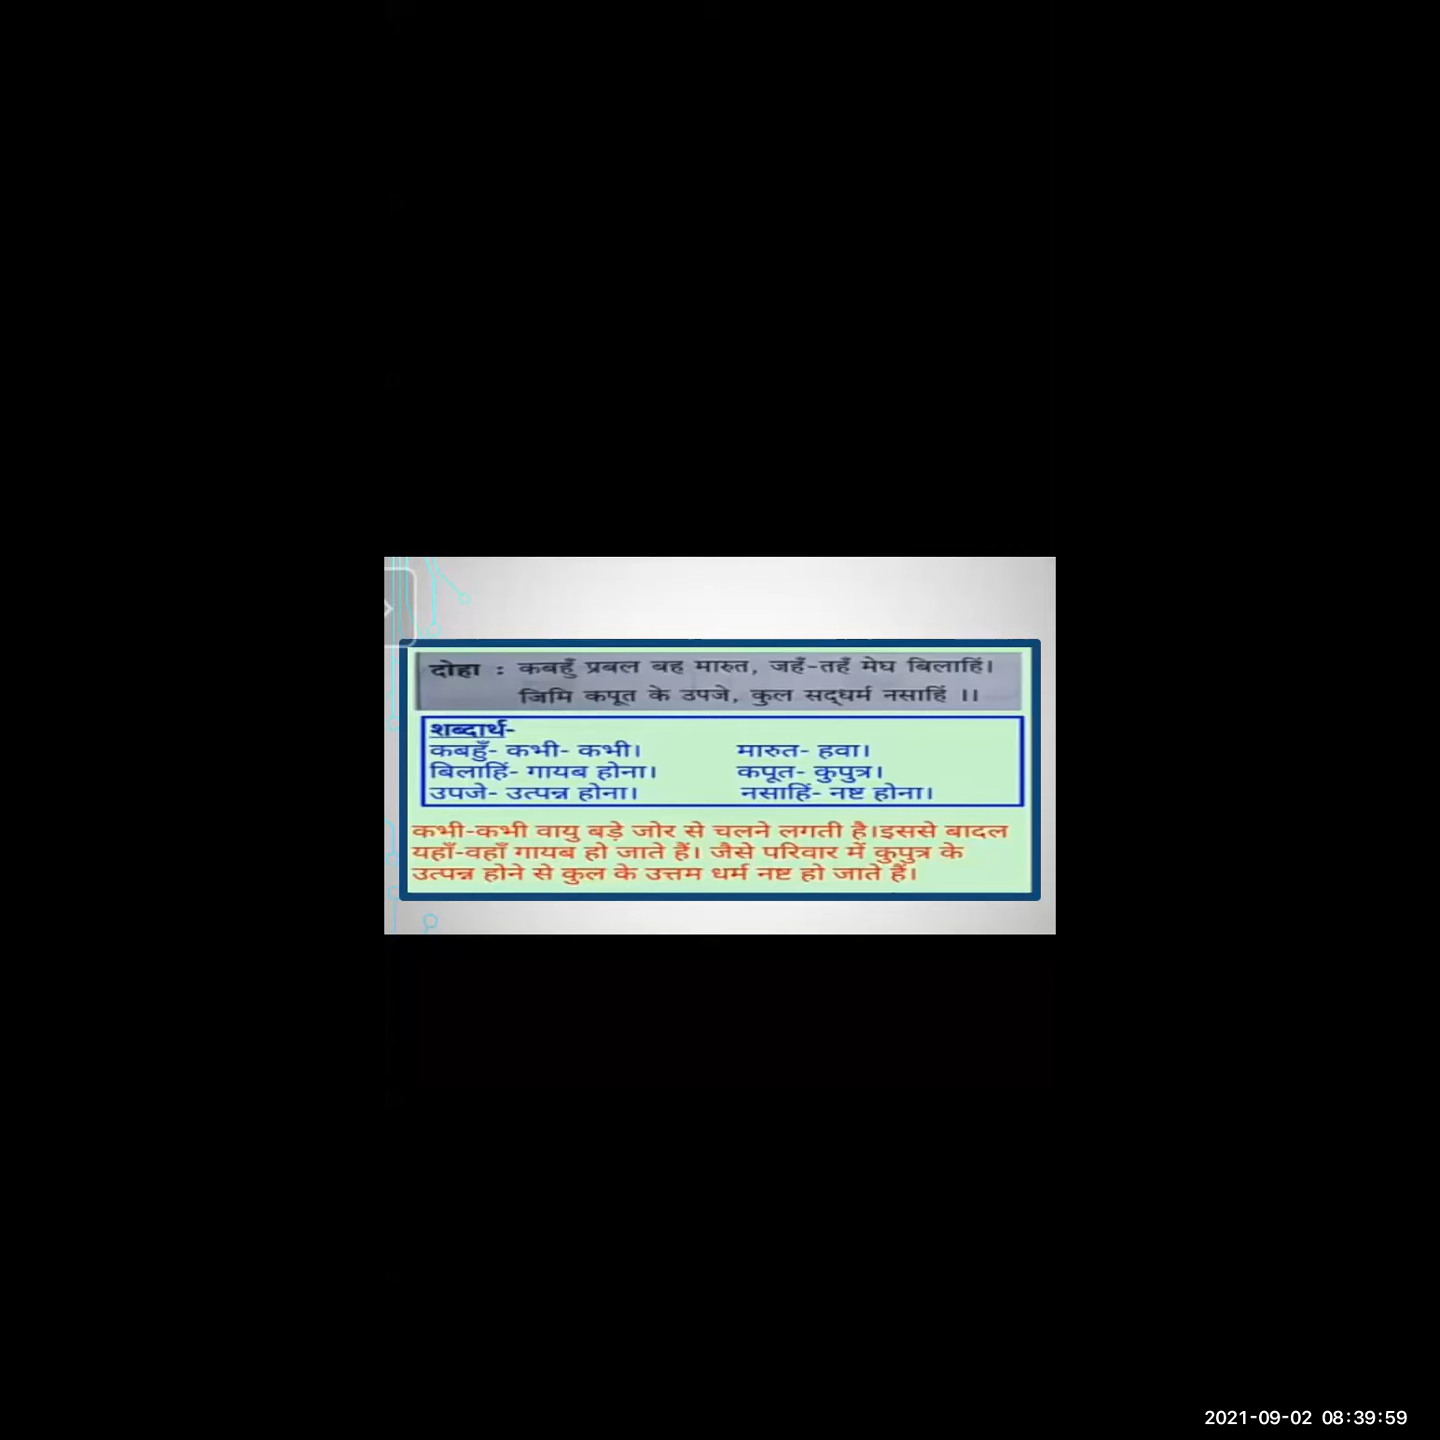 दोहा : कबहुँ प्रबल बह मारुत, जहँ-तहँ मेघ बिलाहिं।
जिमि कपूत के उपजे, कुल सद्धर्म नसाहिं ।।
शब्दार्थ-
कबहुँ- कभी- कभी। मारुत- हवा।
बिलाहिं- गायब होना। कपूत- कुपुत्र।
उपजे- उत्पन्न होना। नसाहिं- नष्ट होना।
कभी-कभी वायु बड़े जोर से चलने लगती है।इससे बादल
यहाँ-वहाँ गायब हो जाते हैं। जैसे परिवार में कुपुत्र के
उत्पन्न होने से कुल के उत्तम धर्म नष्ट हो जाते हैं।
2021-09-02 08:39:59